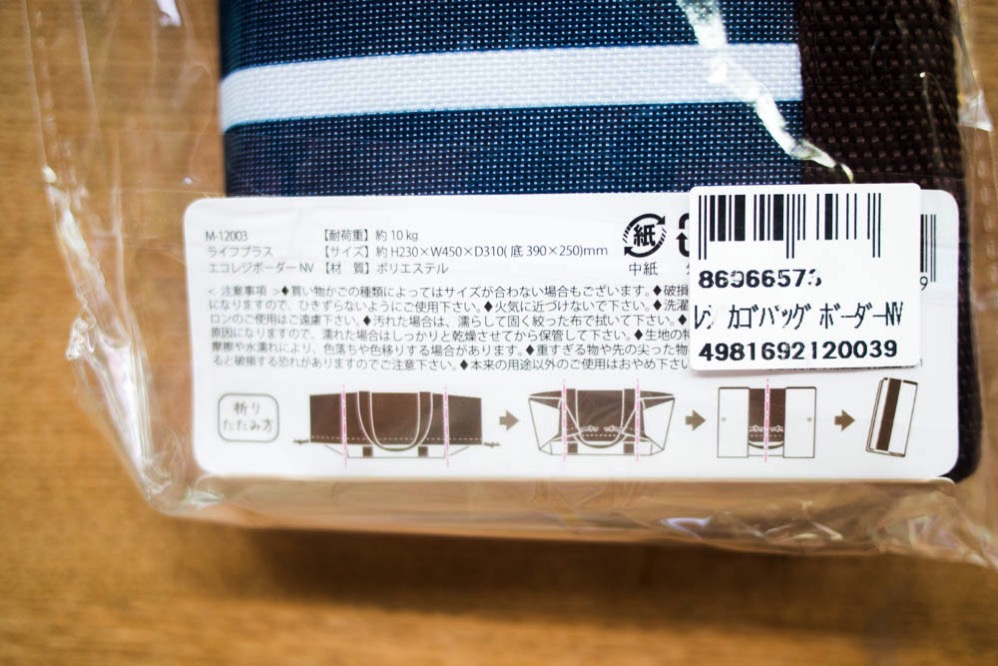 M-12003
ライフプラス
エコレジボーダー NV
【耐荷重】約 10 kg
【サイズ】約 H230×W450×D310( 底 390×250)mm
【材　質】ポリエステル
紙
中紙
< 注意事項 >◆買い物かごの種類によってはサイズが合わない場合もございます。◆破損
になりますので、ひきずらないようにご使用下さい。◆火気に近づけないで下さい。◆洗濯
ロンのご使用はご遠慮下さい。◆汚れた場合は、濡らして固く絞った布で拭いて下さい。◆
原因になりますので、濡れた場合はしっかりと乾燥させてから保管して下さい。◆生地の特
摩擦や水濡れにより、色落ちや色移りする場合があります。◆重すぎる物や先の尖った物
ると破損する恐れがありますのでご注意下さい。◆本来の用途以外のご使用はおやめ下さい
折り
たたみ方
9
レジ カゴバッグ ボーダーNV
4981692120039